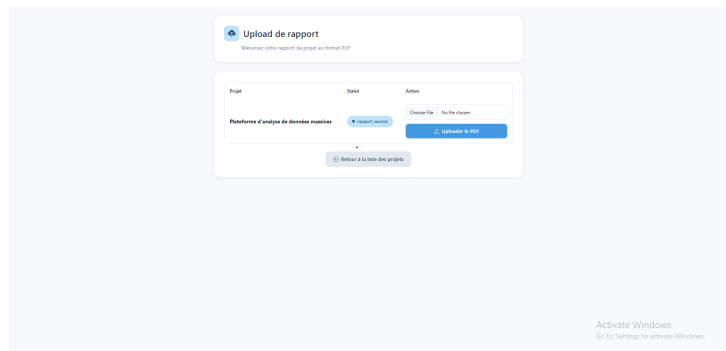 Upload de rapport
Téléversez votre rapport de projet au format PDF
Projet Statut Action
Choose File No file chosen
Plateforme d'analyse de données massives rapport_soumis
Uploader le PDF
Retour à la liste des projets
Activate Windows
Go to Settings to activate Windows.